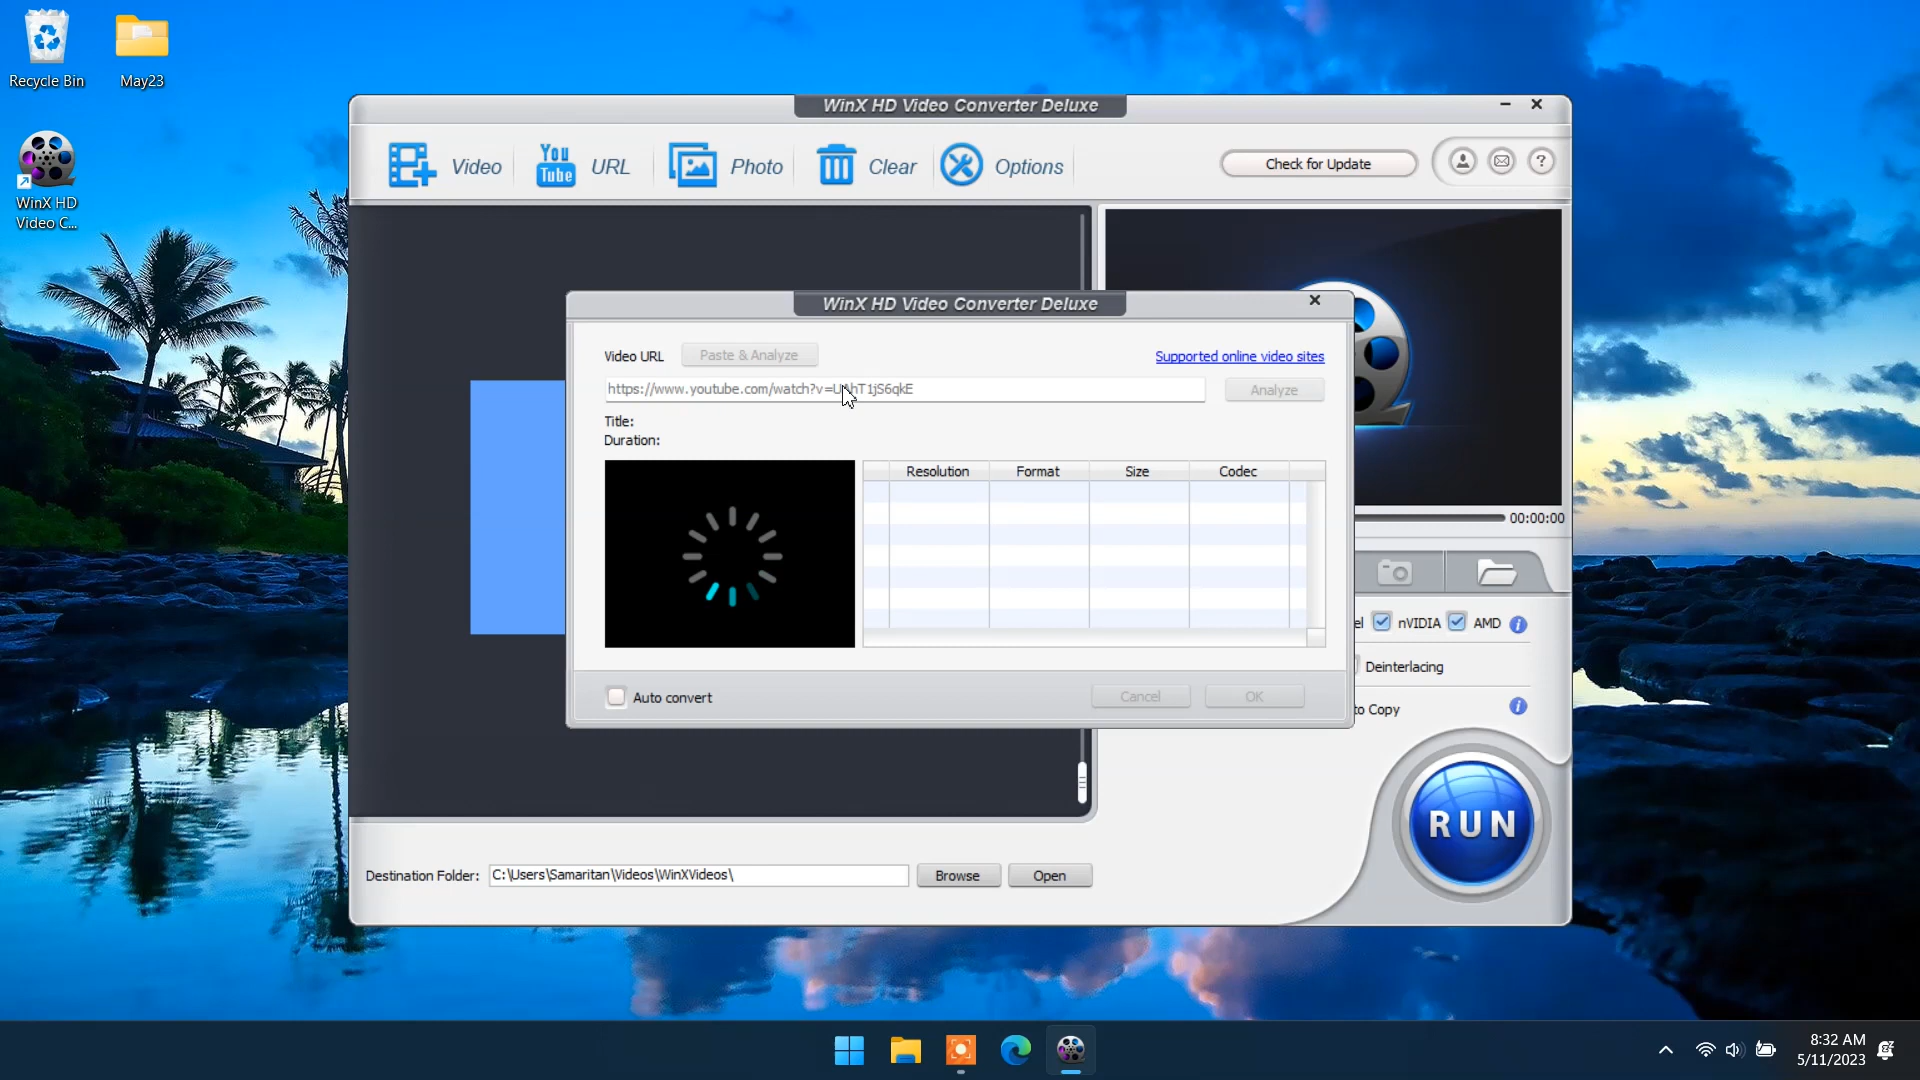 Recycle Bin
May23
WinX HD
Video C...
WinX HD Video Converter Deluxe
Video
You
Tube
URL
Photo
Clear
Options
Check for Update
?
WinX HD Video Converter Deluxe
Video URL
Paste & Analyze
Supported online video sites
Analyze
Title:
Duration:
Resolution
Format
Size
Codec
00:00:00
el
nVIDIA
AMD
Deinterlacing
Auto convert
Cancel
OK
to Copy
RUN
Destination Folder:
C:\Users\Samaritan\Videos\WinXVideos\
Browse
Open
8:32 AM
5/11/2023